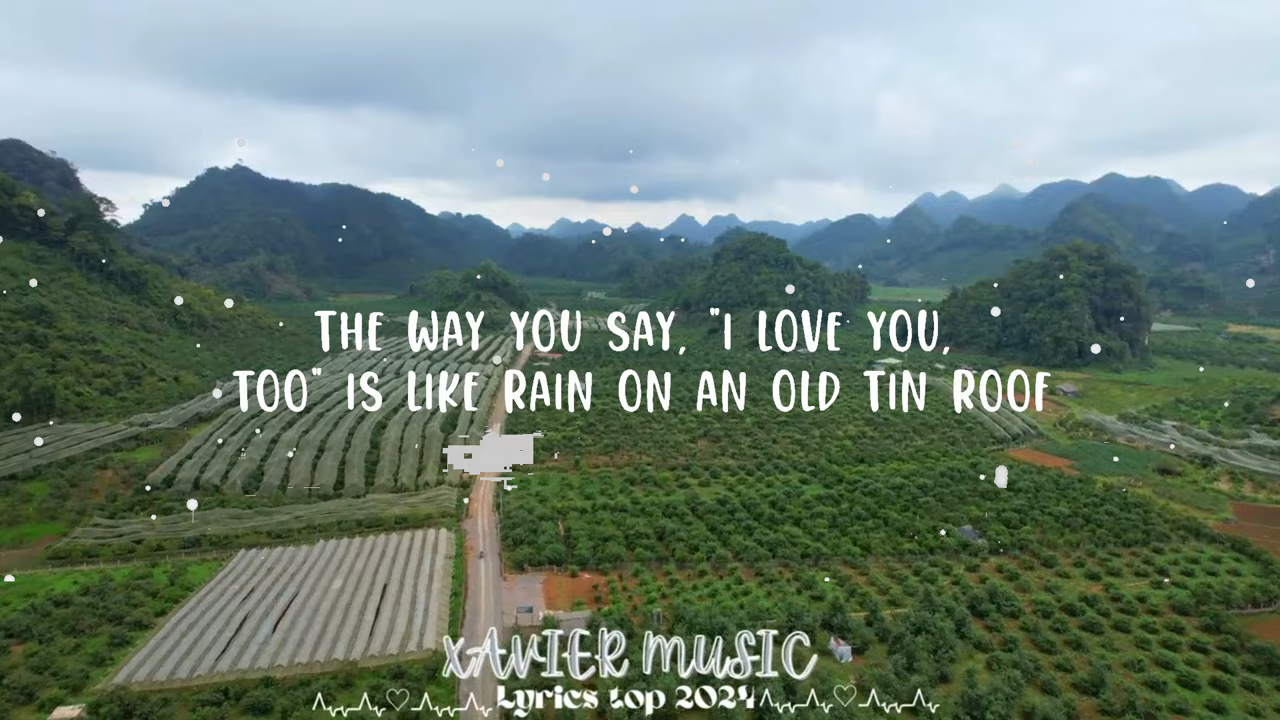 THE WAY YOU SAY, "I LOVE YOU,
TOO" IS LIKE RAIN ON AN OLD TIN ROOF
XAVIER MUSIC
Lyrics top 2024